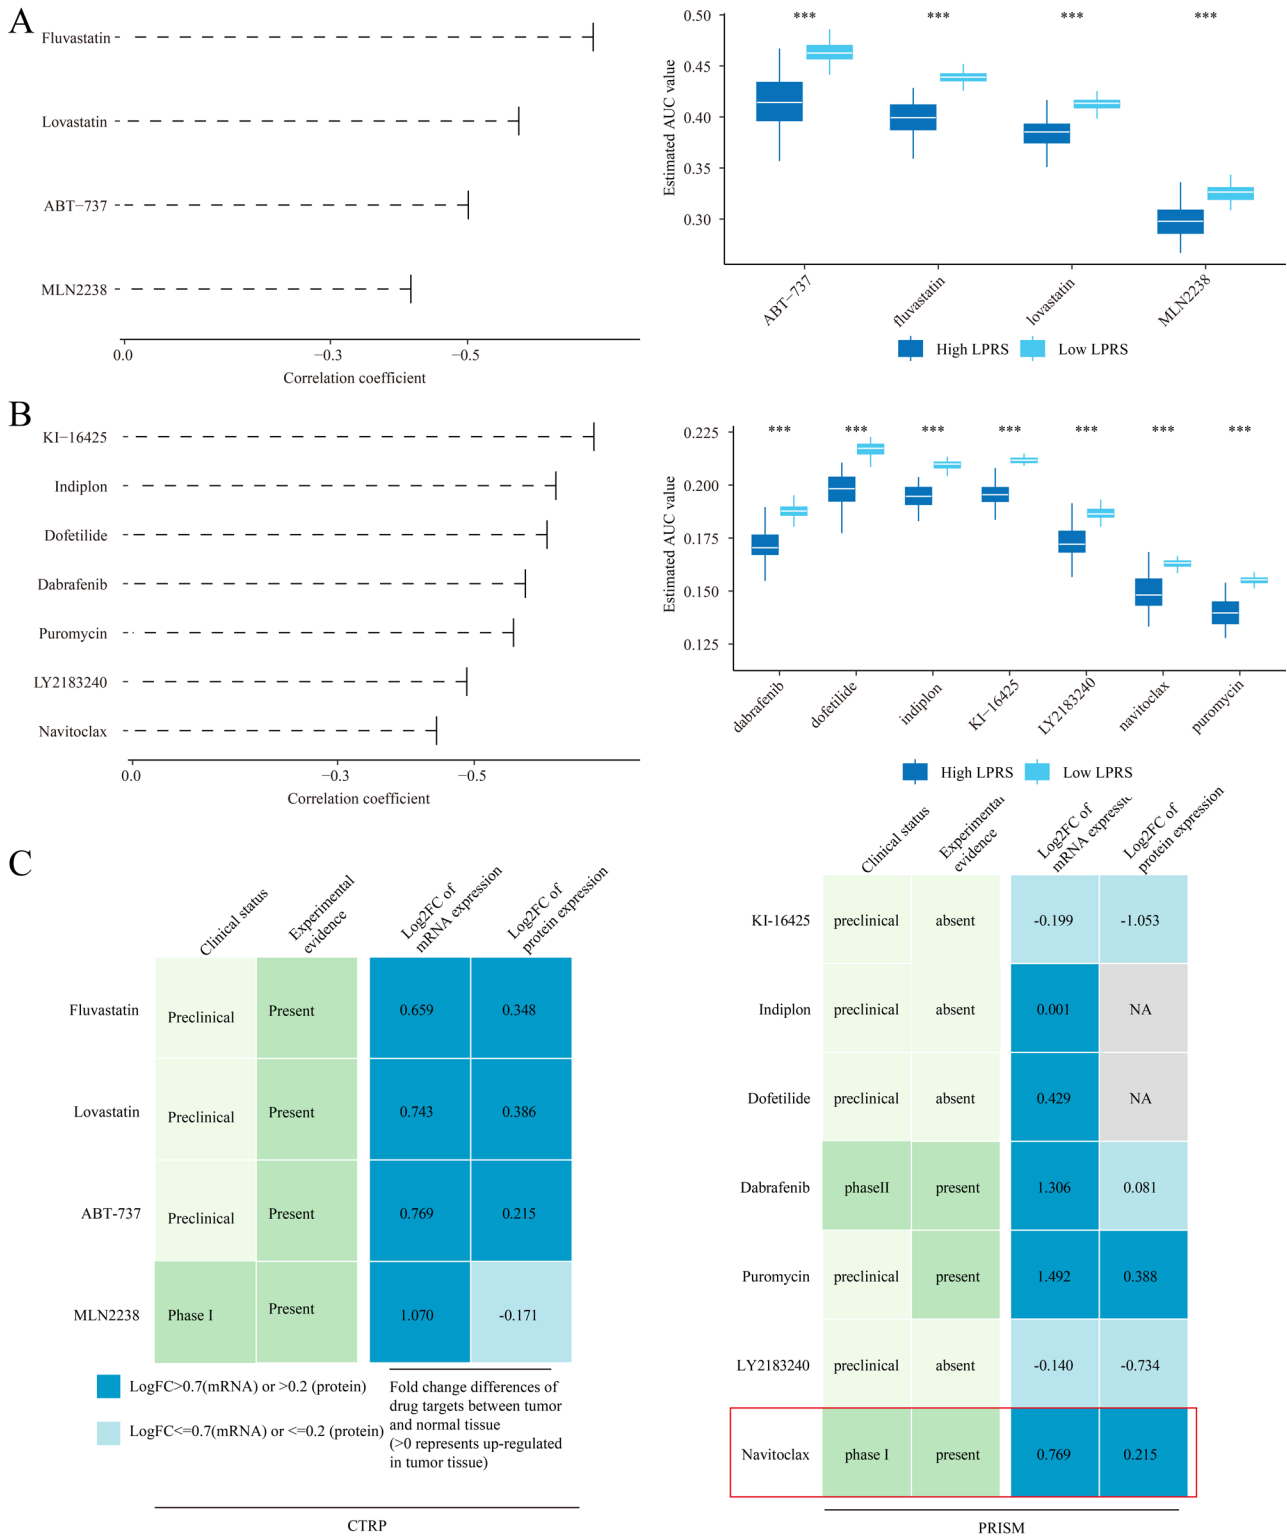 A
Fluvastatin
Lovastatin
ABT−737
MLN2238
0.0
−0.3
−0.5
Correlation coefficient
Estimated AUC value
0.50
0.45
0.40
0.35
0.30
***
***
***
***
ABT−737
fluvastatin
lovastatin
MLN2238
High LPRS
Low LPRS
B
KI−16425
Indiplon
Dofetilide
Dabrafenib
Puromycin
LY2183240
Navitoclax
0.0
−0.3
−0.5
Correlation coefficient
Estimated AUC value
0.225
0.200
0.175
0.150
0.125
***
***
***
***
***
***
***
dabrafenib
dofetilide
indiplon
KI−16425
LY2183240
navitoclax
puromycin
High LPRS
Low LPRS
C
Clinical status
Experimental
evidence
Log2FC of
mRNA expression
Log2FC of
protein expression
Fluvastatin
Preclinical
Present
0.659
0.348
Lovastatin
Preclinical
Present
0.743
0.386
ABT-737
Preclinical
Present
0.769
0.215
MLN2238
Phase I
Present
1.070
-0.171
LogFC>0.7(mRNA) or >0.2 (protein)
LogFC<=0.7(mRNA) or <=0.2 (protein)
Fold change differences of
drug targets between tumor
and normal tissue
(>0 represents up-regulated
in tumor tissue)
CTRP
Clinical status
Experimental
evidence
Log2FC of
mRNA expressio
Log2FC of
protein expression
KI-16425
preclinical
absent
-0.199
-1.053
Indiplon
preclinical
absent
0.001
NA
Dofetilide
preclinical
absent
0.429
NA
Dabrafenib
phaseII
present
1.306
0.081
Puromycin
preclinical
present
1.492
0.388
LY2183240
preclinical
absent
-0.140
-0.734
Navitoclax
phase I
present
0.769
0.215
PRISM